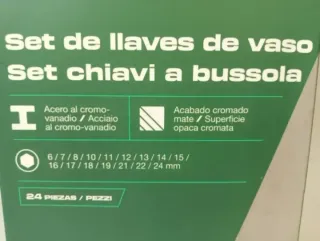 Set de llaves de vaso
Set chiavi a bussola
Acero al cromo-
vanadio / Acciaio
al cromo-vanadio
Acabado cromado
mate / Superficie
opaca cromata
6 / 7 / 8 / 10 / 11 / 12 / 13 / 14 / 15 /
16 / 17 / 18 / 19 / 21 / 22 / 24 mm
24 PIEZAS / PEZZI